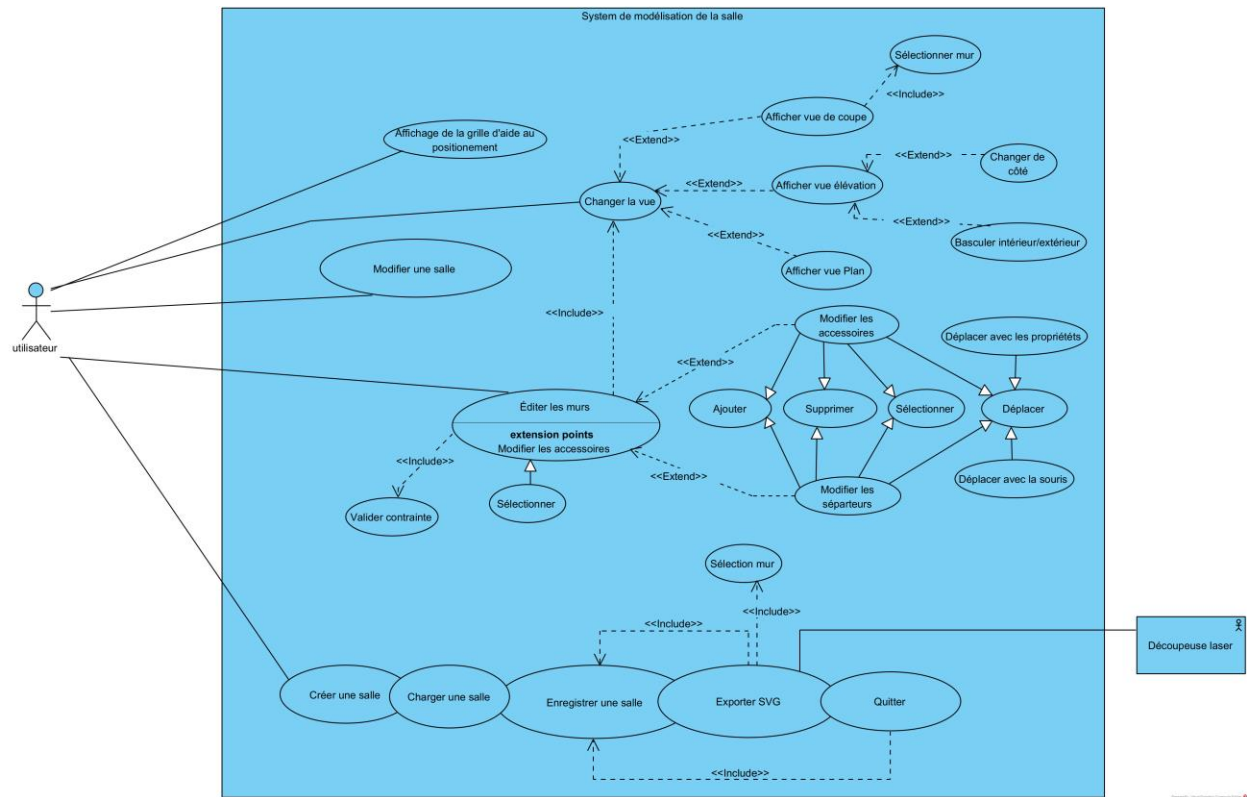 System de modélisation de la salle
Sélectionner mur
<<Include>>
Afficher vue de coupe
Affichage de la grille d'aide au
positionement
<<Extend>>
<<Extend>>
Changer de
côté
<<Extend>>
Afficher vue élévation
Changer la vue
<<Extend>>
<<Extend>>
Basculer intérieur/extérieur
Modifier une salle
Afficher vue Plan
utilisateur
<<Include>>
Modifier les
accessoires
Déplacer avec les propriététs
<<Extend>>
Éditer les murs
Ajouter
Supprimer
Sélectionner
Déplacer
extension points
Modifier les accessoires
<<Include>>
<<Extend>>
Sélectionner
Modifier les
séparteurs
Déplacer avec la souris
Valider contrainte
Sélection mur
<<Include>>
<<Include>>
Découpeuse laser
Créer une salle
Charger une salle
Enregistrer une salle
Exporter SVG
Quitter
<<Include>>